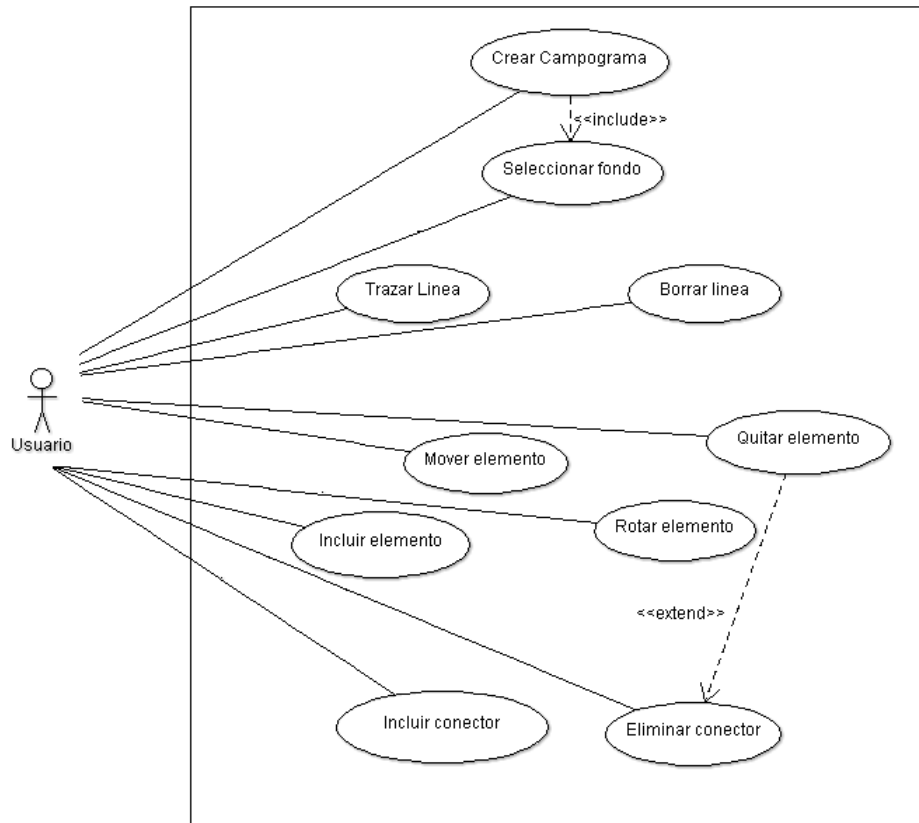 Crear Campograma
<<include>>
Seleccionar fondo
Trazar Linea
Borrar linea
Usuario
Quitar elemento
Mover elemento
Rotar elemento
Incluir elemento
<<extend>>
Incluir conector
Eliminar conector